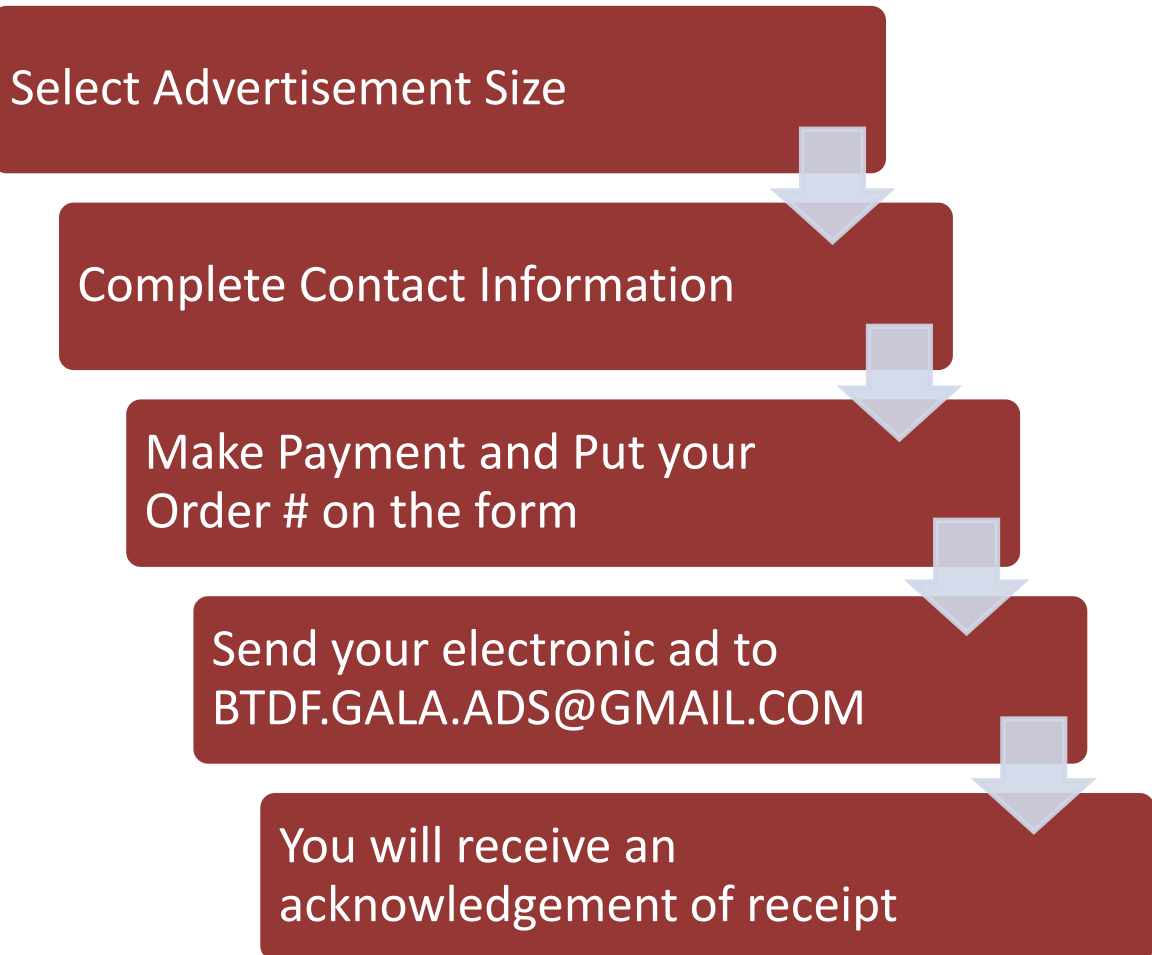 Select Advertisement Size
Complete Contact Information
Make Payment and Put your
Order # on the form
Send your electronic ad to
BTDF.GALA.ADS@GMAIL.COM
You will receive an
acknowledgement of receipt